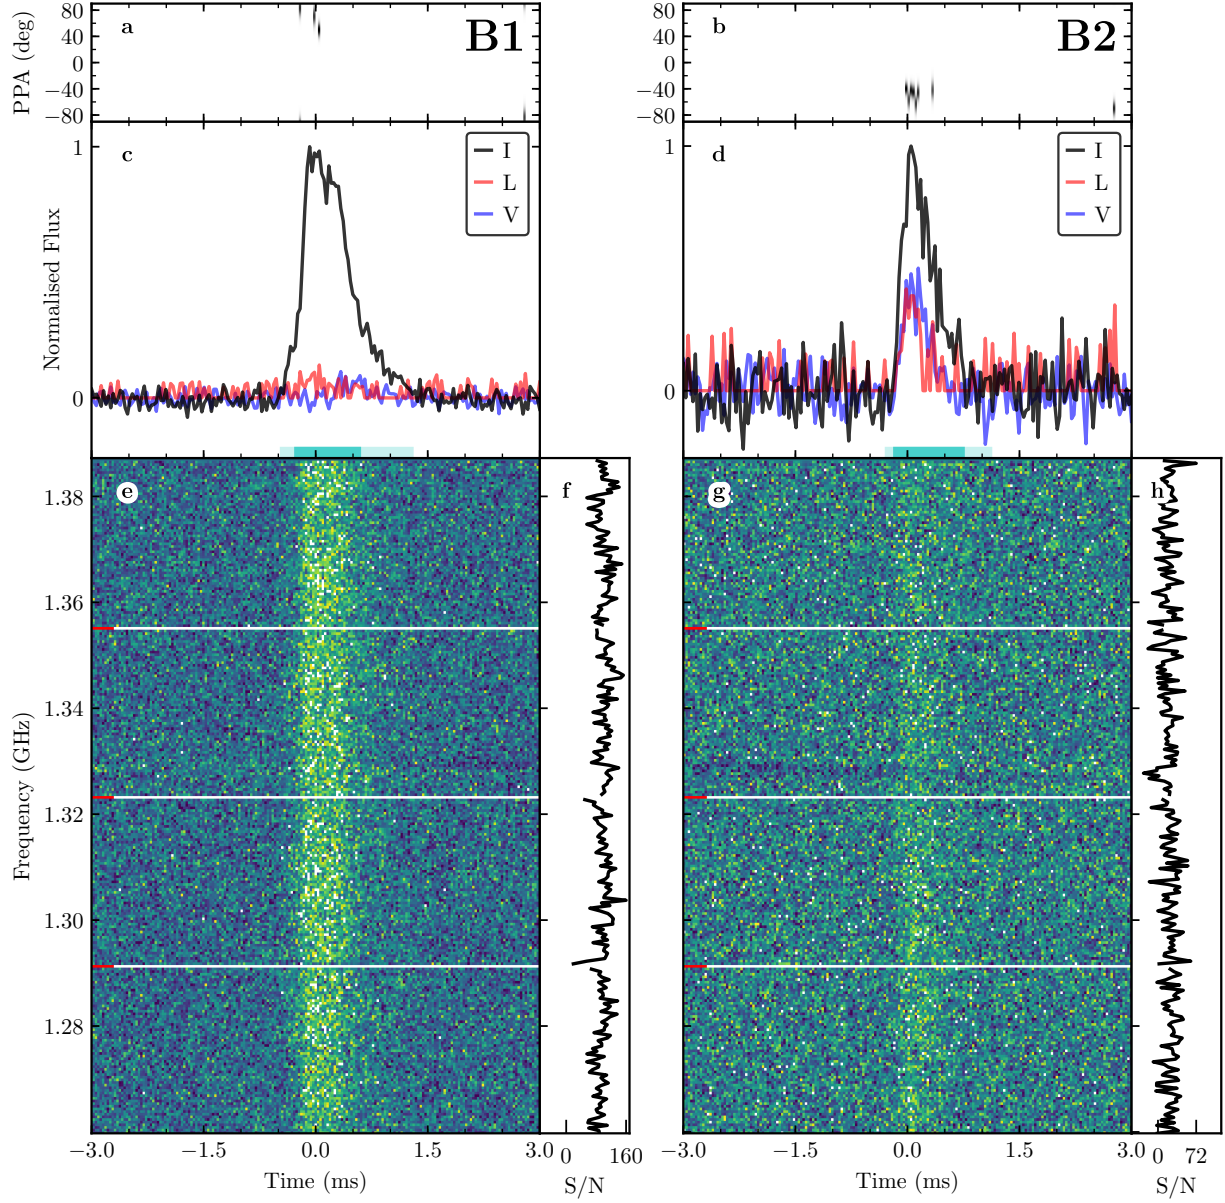 a
B1
b
B2
PPA (deg)
80
40
0
−40
−80
80
40
0
−40
−80
c
I
L
V
d
I
L
V
Normalised Flux
1
0
1
0
e
f
g
h
Frequency (GHz)
1.38
1.36
1.34
1.32
1.30
1.28
−3.0
−1.5
0.0
1.5
3.0
0
160
−3.0
−1.5
0.0
1.5
3.0
0
72
Time (ms)
S/N
Time (ms)
S/N